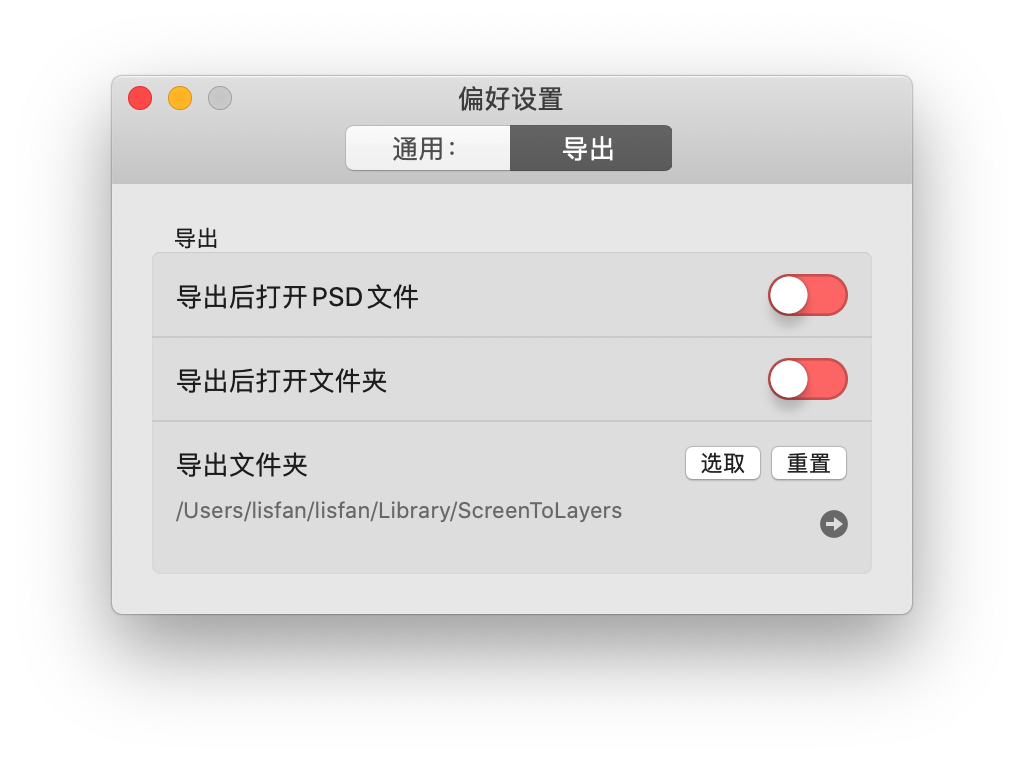 偏好设置
通用：
导出
导出
导出后打开PSD文件
导出后打开文件夹
导出文件夹
选取
重置
/Users/lisfan/lisfan/Library/ScreenToLayers